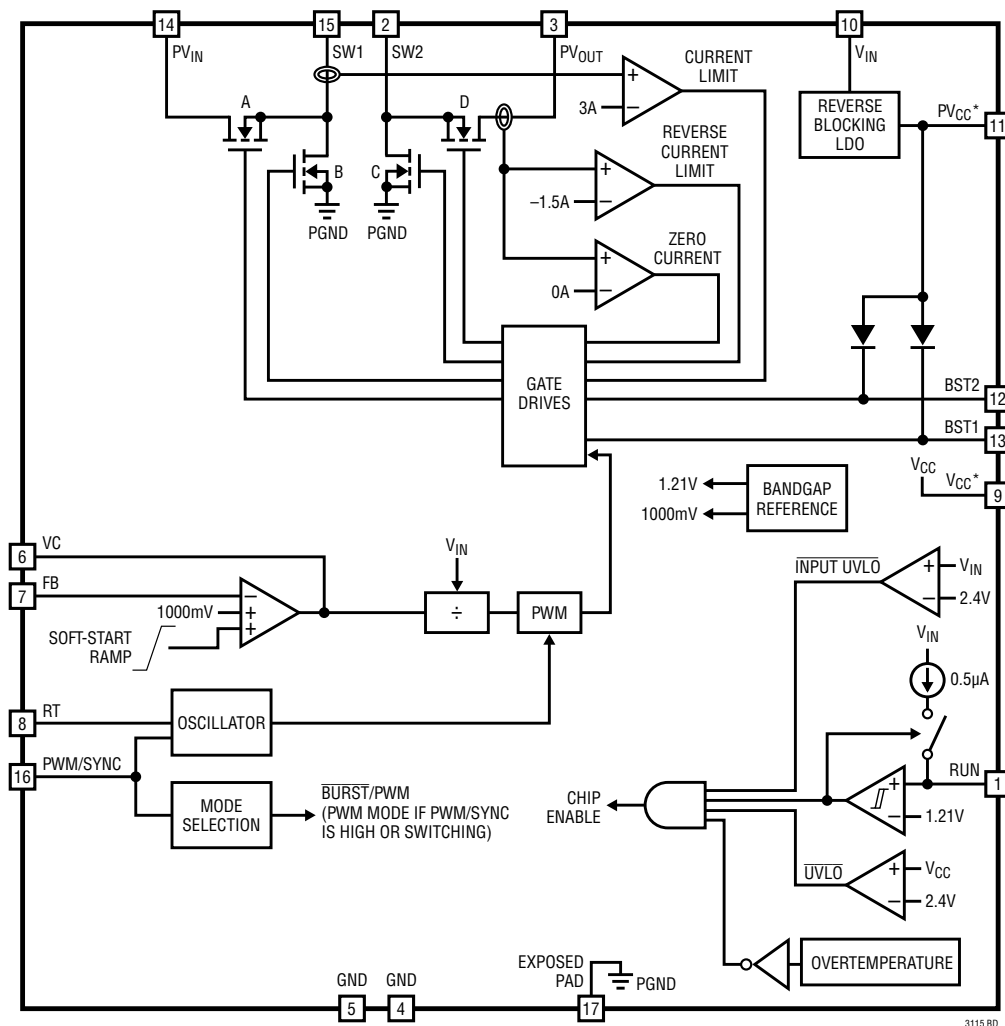 14
15
2
3
10
PVIN
SW1
SW2
PVOUT
VIN
CURRENT
LIMIT
+
3A
−
A
D
REVERSE
BLOCKING
LDO
PVCC*
11
B
C
PGND
PGND
REVERSE
CURRENT
LIMIT
+
−1.5A
−
ZERO
CURRENT
+
0A
−
GATE
DRIVES
BST2
12
BST1
13
VCC
VCC*
9
1.21V
1000mV
BANDGAP
REFERENCE
6
VC
7
FB
1000mV
SOFT-START
RAMP
−
+
+
VIN
÷
PWM
INPUT UVLO
+
−
VIN
2.4V
VIN
0.5µA
8
RT
OSCILLATOR
16
PWM/SYNC
MODE
SELECTION
BURST/PWM
(PWM MODE IF PWM/SYNC
IS HIGH OR SWITCHING)
RUN
1
CHIP
ENABLE
+
−
1.21V
UVLO
+
−
VCC
2.4V
OVERTEMPERATURE
GND
GND
5
4
EXPOSED
PAD
17
PGND
3115 BD